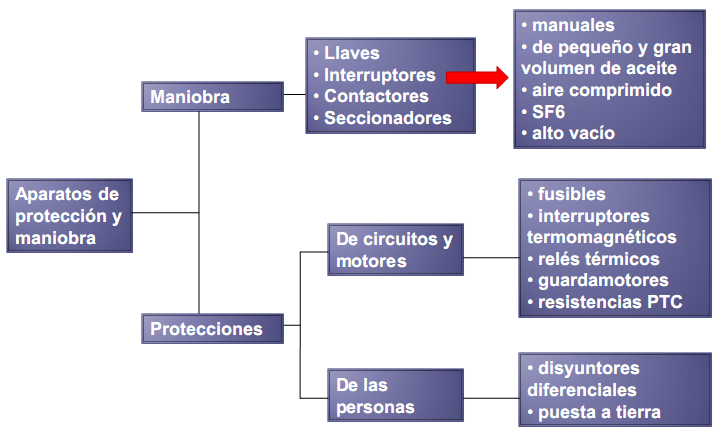 Aparatos de
protección y
maniobra
Maniobra
• Llaves
• Interruptores
• Contactores
• Seccionadores
• manuales
• de pequeño y gran
volumen de aceite
• aire comprimido
• SF6
• alto vacío
Protecciones
De circuitos y
motores
• fusibles
• interruptores
termomagnéticos
• relés térmicos
• guardamotores
• resistencias PTC
De las
personas
• disyuntores
diferenciales
• puesta a tierra